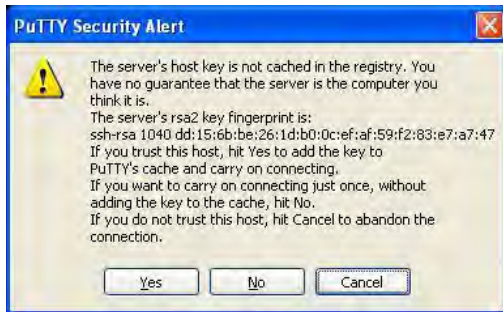 PuTTY Security Alert
The server's host key is not cached in the registry. You
have no guarantee that the server is the computer you
think it is.
The server's rsa2 key fingerprint is:
ssh-rsa 1040 dd:15:6b:be:26:1d:b0:0c:ef:af:59:f2:83:e7:a7:47
If you trust this host, hit Yes to add the key to
PuTTY's cache and carry on connecting.
If you want to carry on connecting just once, without
adding the key to the cache, hit No.
If you do not trust this host, hit Cancel to abandon the
connection.
Yes No Cancel